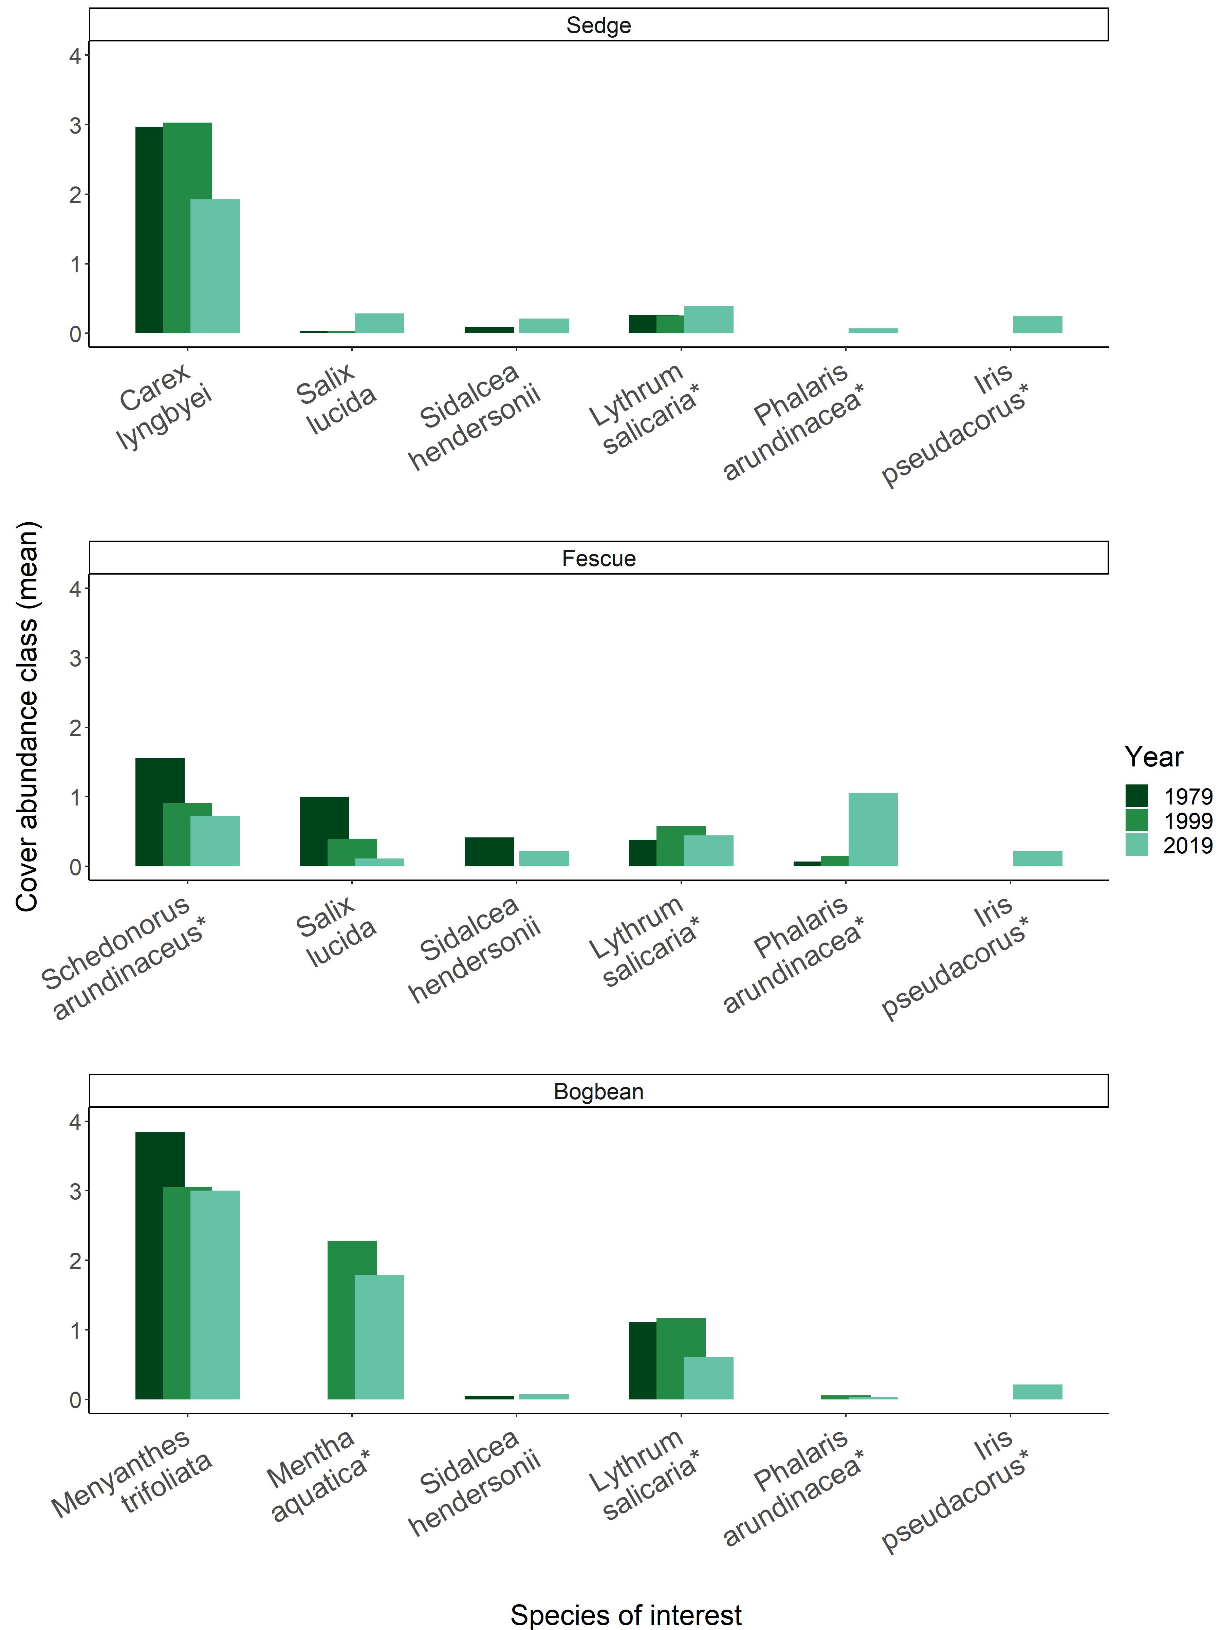 Sedge
4
3
2
1
0
Carex
lyngbyei
Salix
lucida
Sidalcea
hendersonii
Lythrum
salicaria*
Phalaris
arundinacea*
Iris
pseudacorus*
Cover abundance class (mean)
Fescue
4
3
2
1
0
Schedonorus
arundinaceus*
Salix
lucida
Sidalcea
hendersonii
Lythrum
salicaria*
Phalaris
arundinacea*
Iris
pseudacorus*
Year
1979
1999
2019
Bogbean
4
3
2
1
0
Menyanthes
trifoliata
Mentha
aquatica*
Sidalcea
hendersonii
Lythrum
salicaria*
Phalaris
arundinacea*
Iris
pseudacorus*
Species of interest